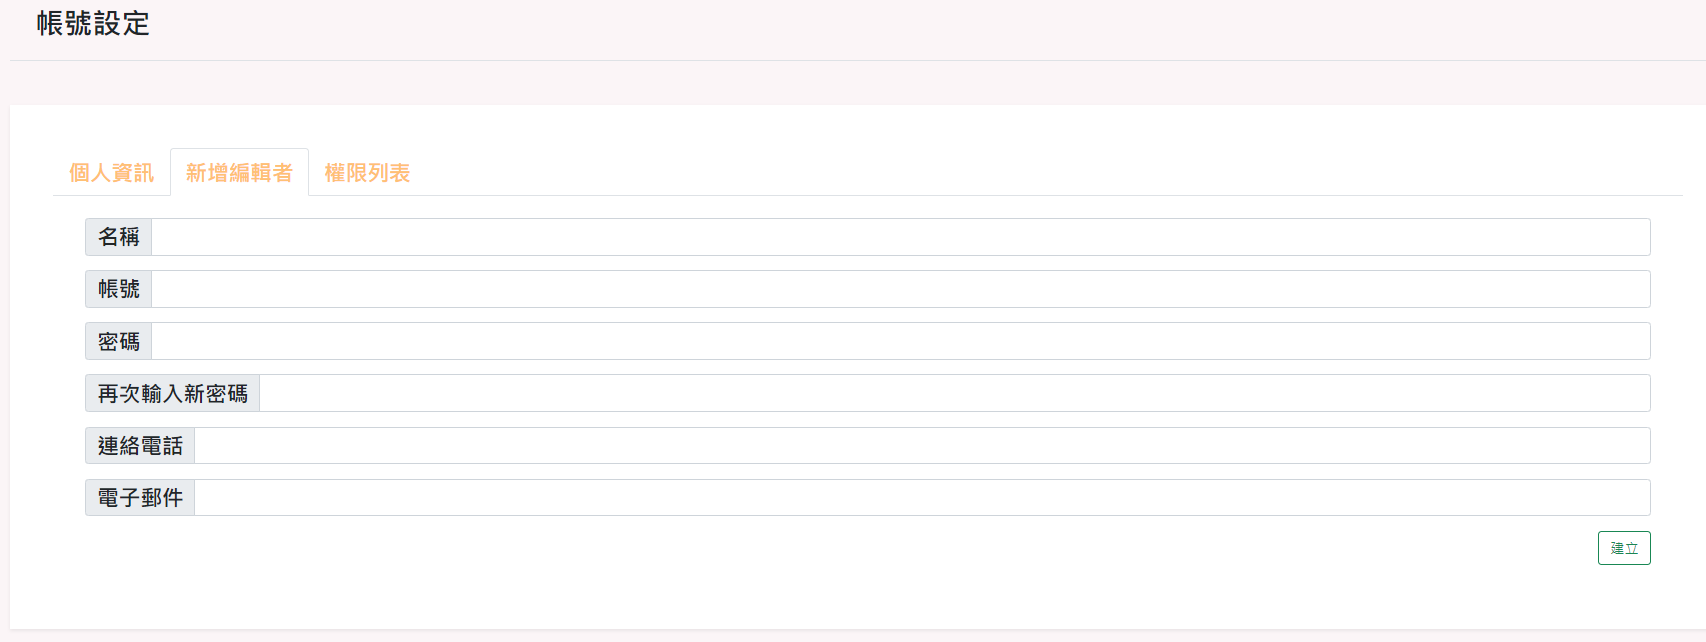 帳號設定
個人資訊 新增編輯者 權限列表
名稱
帳號
密碼
再次輸入新密碼
連絡電話
電子郵件
建立